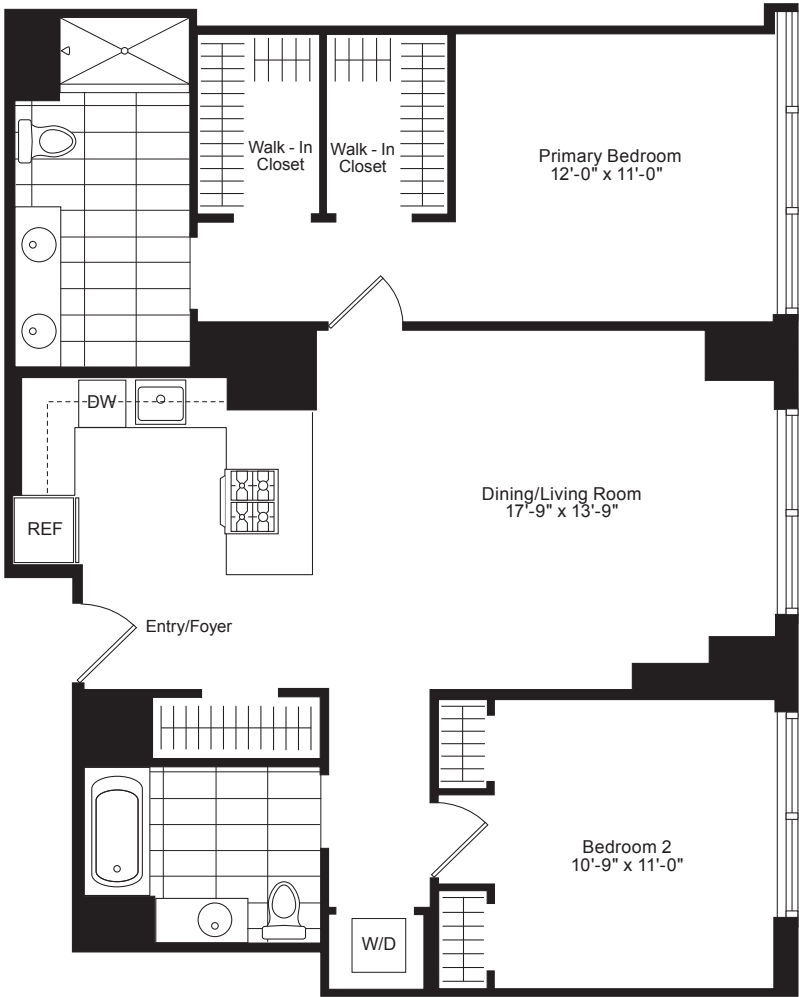 Walk - In
Closet
Walk - In
Closet
Primary Bedroom
12'-0" x 11'-0"
DW
REF
Dining/Living Room
17'-9" x 13'-9"
Entry/Foyer
Bedroom 2
10'-9" x 11'-0"
W/D